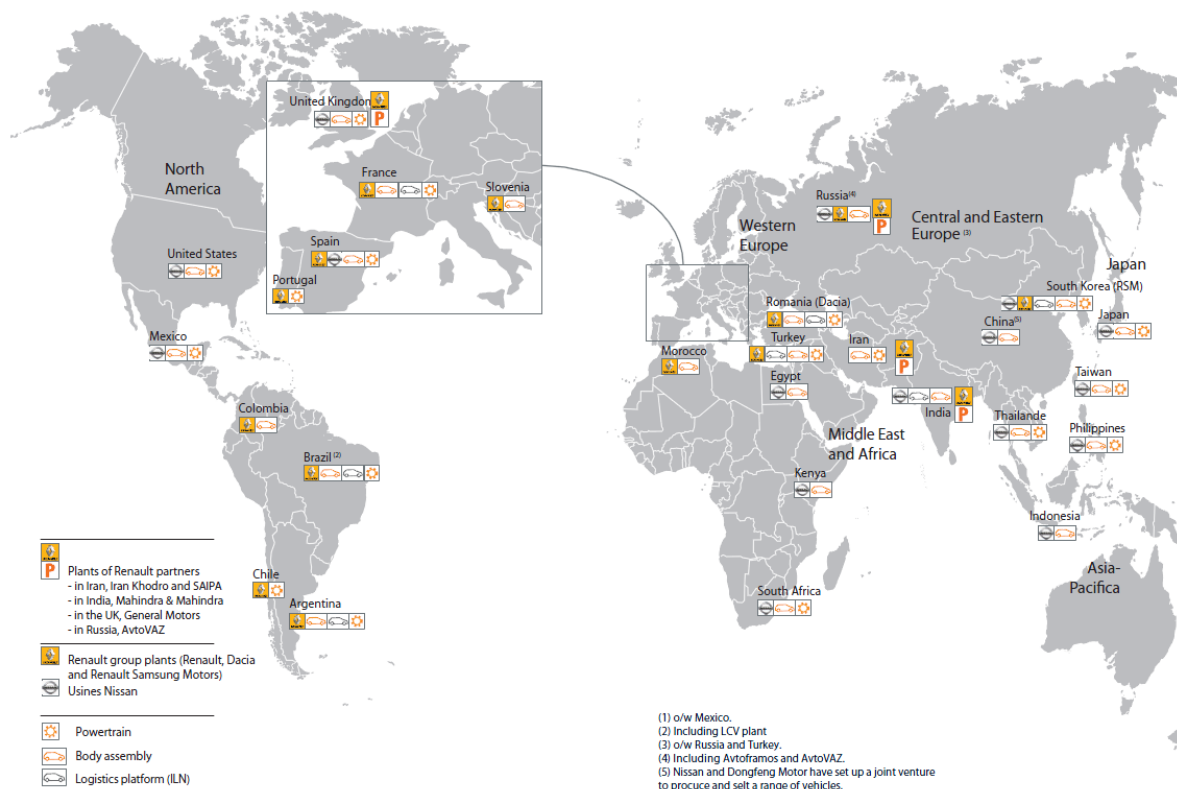 United Kingdom
P
North
America
France
Slovenia
Spain
Portugal
United States
Mexico
Colombia
Brazil (2)
Chile
Argentina
Russia(4)
P
Western
Europe
Central and Eastern
Europe (3)
Japan
South Korea (RSM)
Romania (Dacia)
China(5)
Japan
Turkey
Iran
P
Morocco
Egypt
Taiwan
India
P
Thailande
Philippines
Middle East
and Africa
Kenya
Indonesia
Asia-
Pacifica
South Africa
P
Plants of Renault partners
- in Iran, Iran Khodro and SAIPA
- in India, Mahindra & Mahindra
- in the UK, General Motors
- in Russia, AvtoVAZ
Renault group plants (Renault, Dacia
and Renault Samsung Motors)
Usines Nissan
Powertrain
Body assembly
Logistics platform (ILN)
(1) o/w Mexico.
(2) Including LCV plant
(3) o/w Russia and Turkey.
(4) Including Avtoframos and AvtoVAZ.
(5) Nissan and Dongfeng Motor have set up a joint venture
to procuce and selt a range of vehicles.